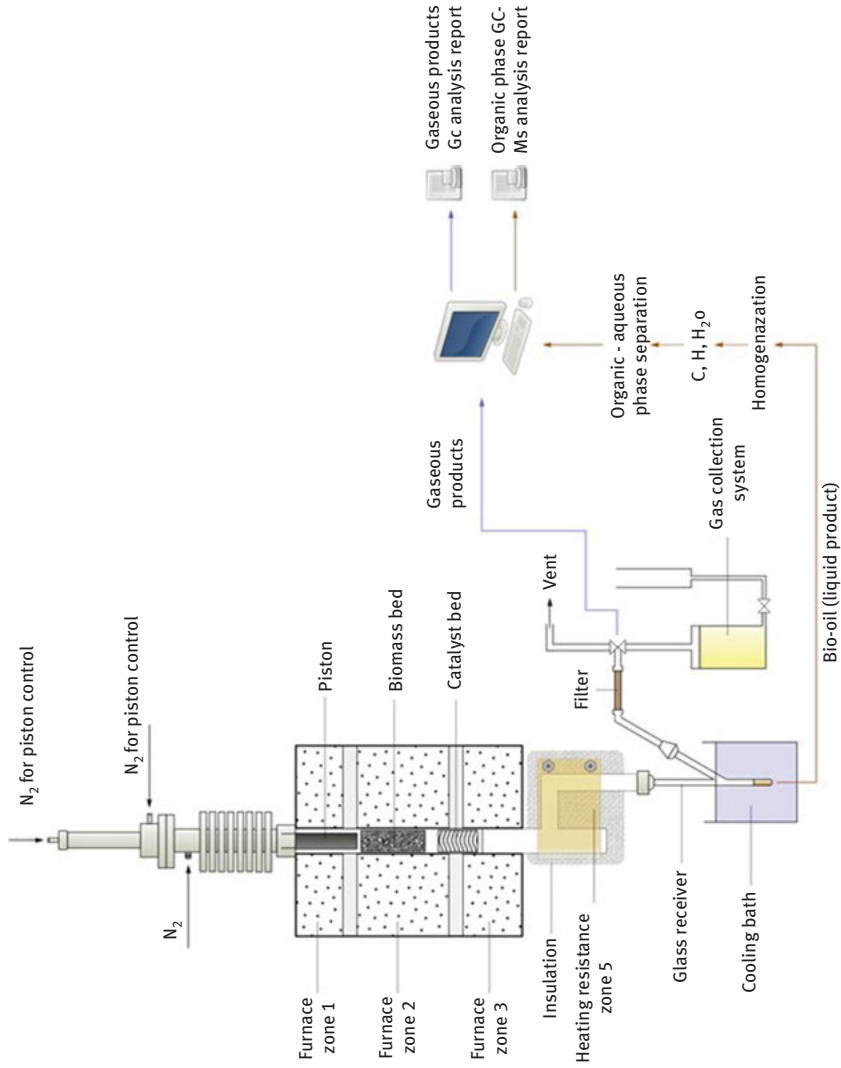 N₂ for piston control
N₂ for piston control
N₂
Piston
Biomass bed
Catalyst bed
Furnace
zone 1
Furnace
zone 2
Furnace
zone 3
Insulation
Heating resistance
zone 5
Glass receiver
Cooling bath
Filter
Vent
Gas collection
system
Gaseous
products
Bio-oil (liquid product)
Homogenazation
C, H, H₂o
Organic - aqueous
phase separation
Gaseous products
Gc analysis report
Organic phase GC-
Ms analysis report